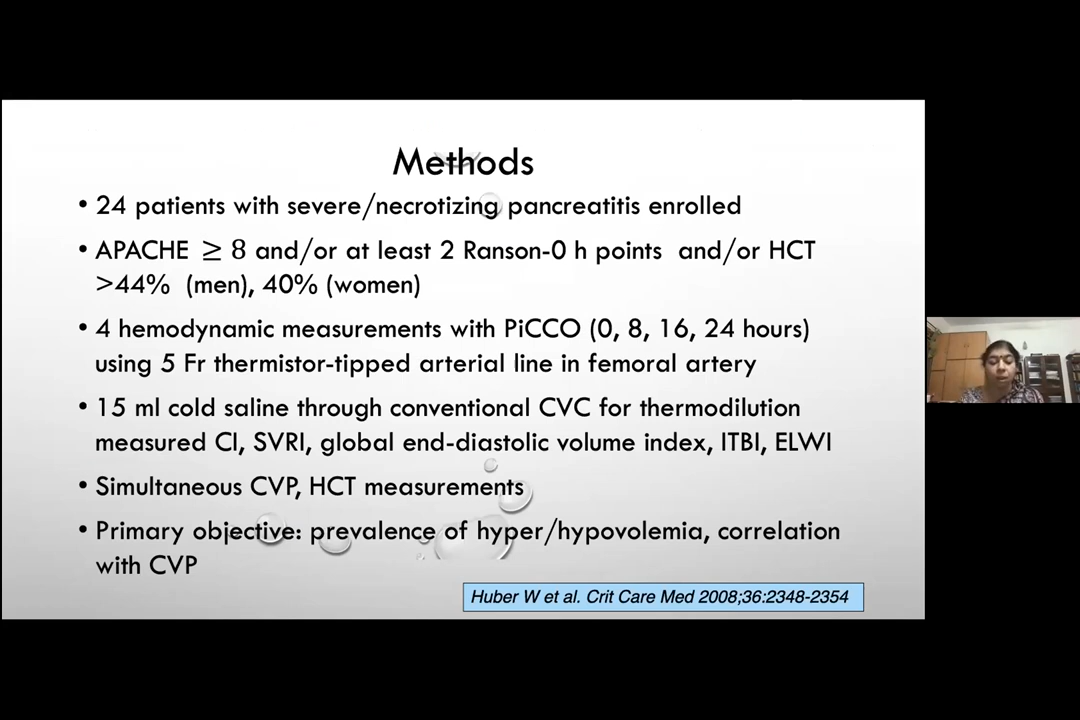 Methods
• 24 patients with severe/necrotizing pancreatitis enrolled
• APACHE ≥ 8 and/or at least 2 Ranson-0 h points and/or HCT
>44% (men), 40% (women)
• 4 hemodynamic measurements with PiCCO (0, 8, 16, 24 hours)
using 5 Fr thermistor-tipped arterial line in femoral artery
• 15 ml cold saline through conventional CVC for thermodilution
measured CI, SVRI, global end-diastolic volume index, ITBI, ELWI
• Simultaneous CVP, HCT measurements
• Primary objective: prevalence of hyper/hypovolemia, correlation
with CVP
Huber W et al. Crit Care Med 2008;36:2348-2354